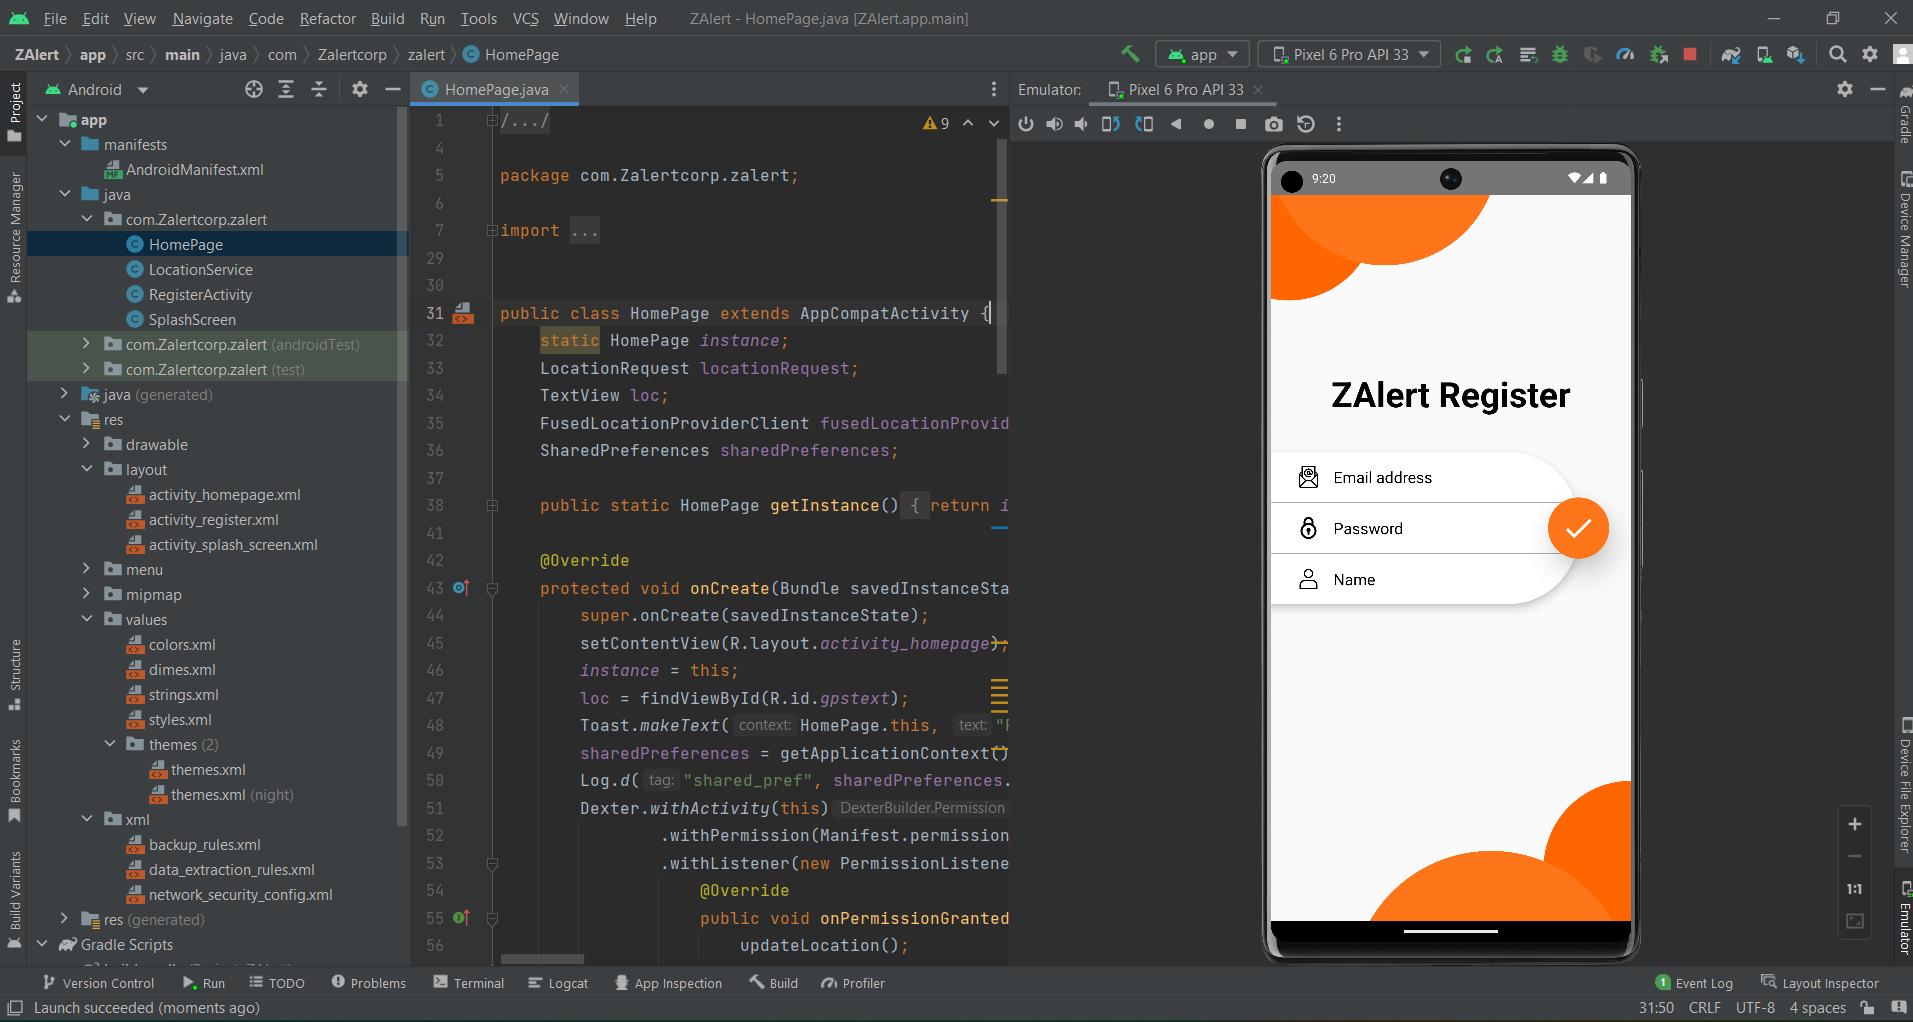 File Edit View Navigate Code Refactor Build Run Tools VCS Window Help ZAlert - HomePage.java [ZAlert.app.main]
ZAlert app src main java com Zalertcorp zalert HomePage app Pixel 6 Pro API 33
Project
Android
HomePage.java
Emulator: Pixel 6 Pro API 33
app
manifests
AndroidManifest.xml
java
com.Zalertcorp.zalert
HomePage
LocationService
RegisterActivity
SplashScreen
com.Zalertcorp.zalert (androidTest)
com.Zalertcorp.zalert (test)
java (generated)
res
drawable
layout
activity_homepage.xml
activity_register.xml
activity_splash_screen.xml
menu
mipmap
values
colors.xml
dimes.xml
strings.xml
styles.xml
themes (2)
themes.xml
themes.xml (night)
xml
backup_rules.xml
data_extraction_rules.xml
network_security_config.xml
res (generated)
Gradle Scripts
Resource Manager
Structure
Bookmarks
Build Variants
9
1 /.../
4
5 package com.Zalertcorp.zalert;
6
7 import ...
29
30
31 public class HomePage extends AppCompatActivity {
32 static HomePage instance;
33 LocationRequest locationRequest;
34 TextView loc;
35 FusedLocationProviderClient fusedLocationProvid
36 SharedPreferences sharedPreferences;
37
38 public static HomePage getInstance() { return i
41
42 @Override
43 protected void onCreate(Bundle savedInstanceSta
44 super.onCreate(savedInstanceState);
45 setContentView(R.layout.activity_homepage);
46 instance = this;
47 loc = findViewById(R.id.gpstext);
48 Toast.makeText( context: HomePage.this, text: "P
49 sharedPreferences = getApplicationContext()
50 Log.d( tag: "shared_pref", sharedPreferences.
51 Dexter.withActivity(this) DexterBuilder.Permission
52 .withPermission(Manifest.permission
53 .withListener(new PermissionListene
54 @Override
55 public void onPermissionGranted
56 updateLocation();
9:20
ZAlert Register
Email address
Password
Name
1:1
Gradle
Device Manager
Device File Explorer
Emulator
Version Control Run TODO Problems Terminal Logcat App Inspection Build Profiler 1 Event Log Layout Inspector
Launch succeeded (moments ago) 31:50 CRLF UTF-8 4 spaces